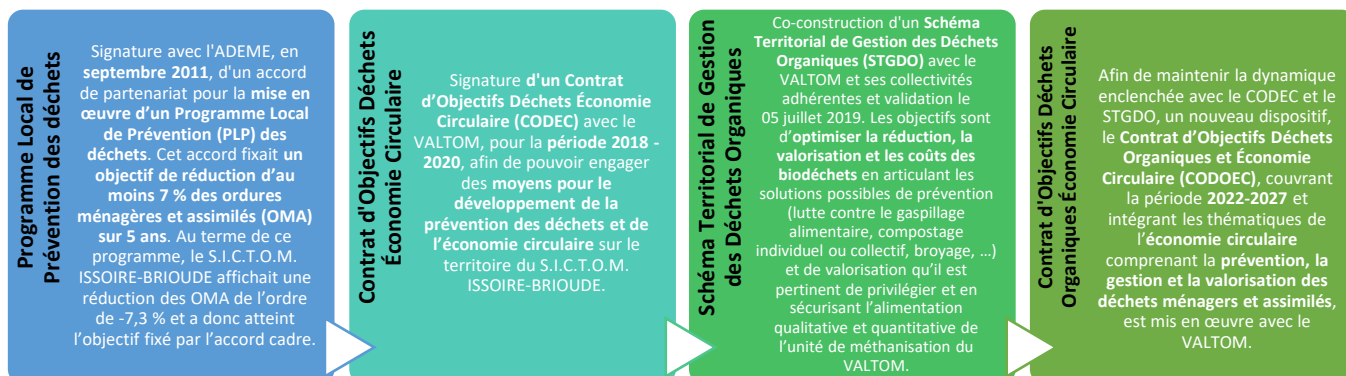 Programme Local de
Prévention des déchets
Signature avec l'ADEME, en
septembre 2011, d'un accord
de partenariat pour la mise en
œuvre d'un Programme Local
de Prévention (PLP) des
déchets. Cet accord fixait un
objectif de réduction d'au
moins 7 % des ordures
ménagères et assimilés (OMA)
sur 5 ans. Au terme de ce
programme, le S.I.C.T.O.M.
ISSOIRE-BRIOUDE affichait une
réduction des OMA de l'ordre
de -7,3 % et a donc atteint
l'objectif fixé par l'accord cadre.
Contrat d'Objectifs Déchets
Économie Circulaire
Signature d'un Contrat
d'Objectifs Déchets Économie
Circulaire (CODEC) avec le
VALTOM, pour la période 2018 -
2020, afin de pouvoir engager
des moyens pour le
développement de la
prévention des déchets et de
l'économie circulaire sur le
territoire du S.I.C.T.O.M.
ISSOIRE-BRIOUDE.
Schéma Territorial de Gestion
des Déchets Organiques
Co-construction d'un Schéma
Territorial de Gestion des Déchets
Organiques (STGDO) avec le
VALTOM et ses collectivités
adhérentes et validation le
05 juillet 2019. Les objectifs sont
d'optimiser la réduction, la
valorisation et les coûts des
biodéchets en articulant les
solutions possibles de prévention
(lutte contre le gaspillage
alimentaire, compostage
individuel ou collectif, broyage, …)
et de valorisation qu'il est
pertinent de privilégier et en
sécurisant l'alimentation
qualitative et quantitative de
l'unité de méthanisation du
VALTOM.
Contrat d'Objectifs Déchets
Organiques Économie Circulaire
Afin de maintenir la dynamique
enclenchée avec le CODEC et le
STGDO, un nouveau dispositif,
le Contrat d'Objectifs Déchets
Organiques et Économie
Circulaire (CODOEC), couvrant
la période 2022-2027 et
intégrant les thématiques de
l'économie circulaire
comprenant la prévention, la
gestion et la valorisation des
déchets ménagers et assimilés,
est mis en œuvre avec le
VALTOM.